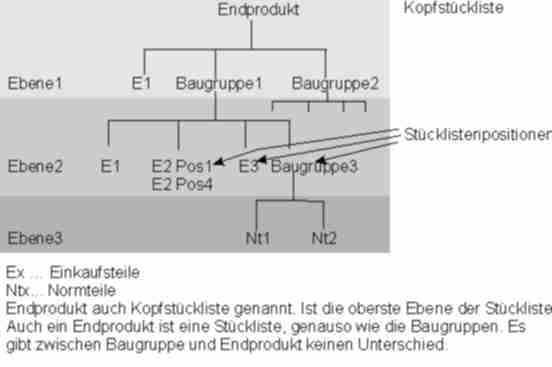 Endprodukt Kopfstückliste
Ebene1 E1 Baugruppe1 Baugruppe2
Stücklistenpositionen
Ebene2 E1 E2 Pos1 E3 Baugruppe3
E2 Pos4
Ebene3 Nt1 Nt2
Ex ... Einkaufsteile
Ntx... Normteile
Endprodukt auch Kopfstückliste genannt. Ist die oberste Ebene der Stückliste
Auch ein Endprodukt ist eine Stückliste, genauso wie die Baugruppen. Es
gibt zwischen Baugruppe und Endprodukt keinen Unterschied.